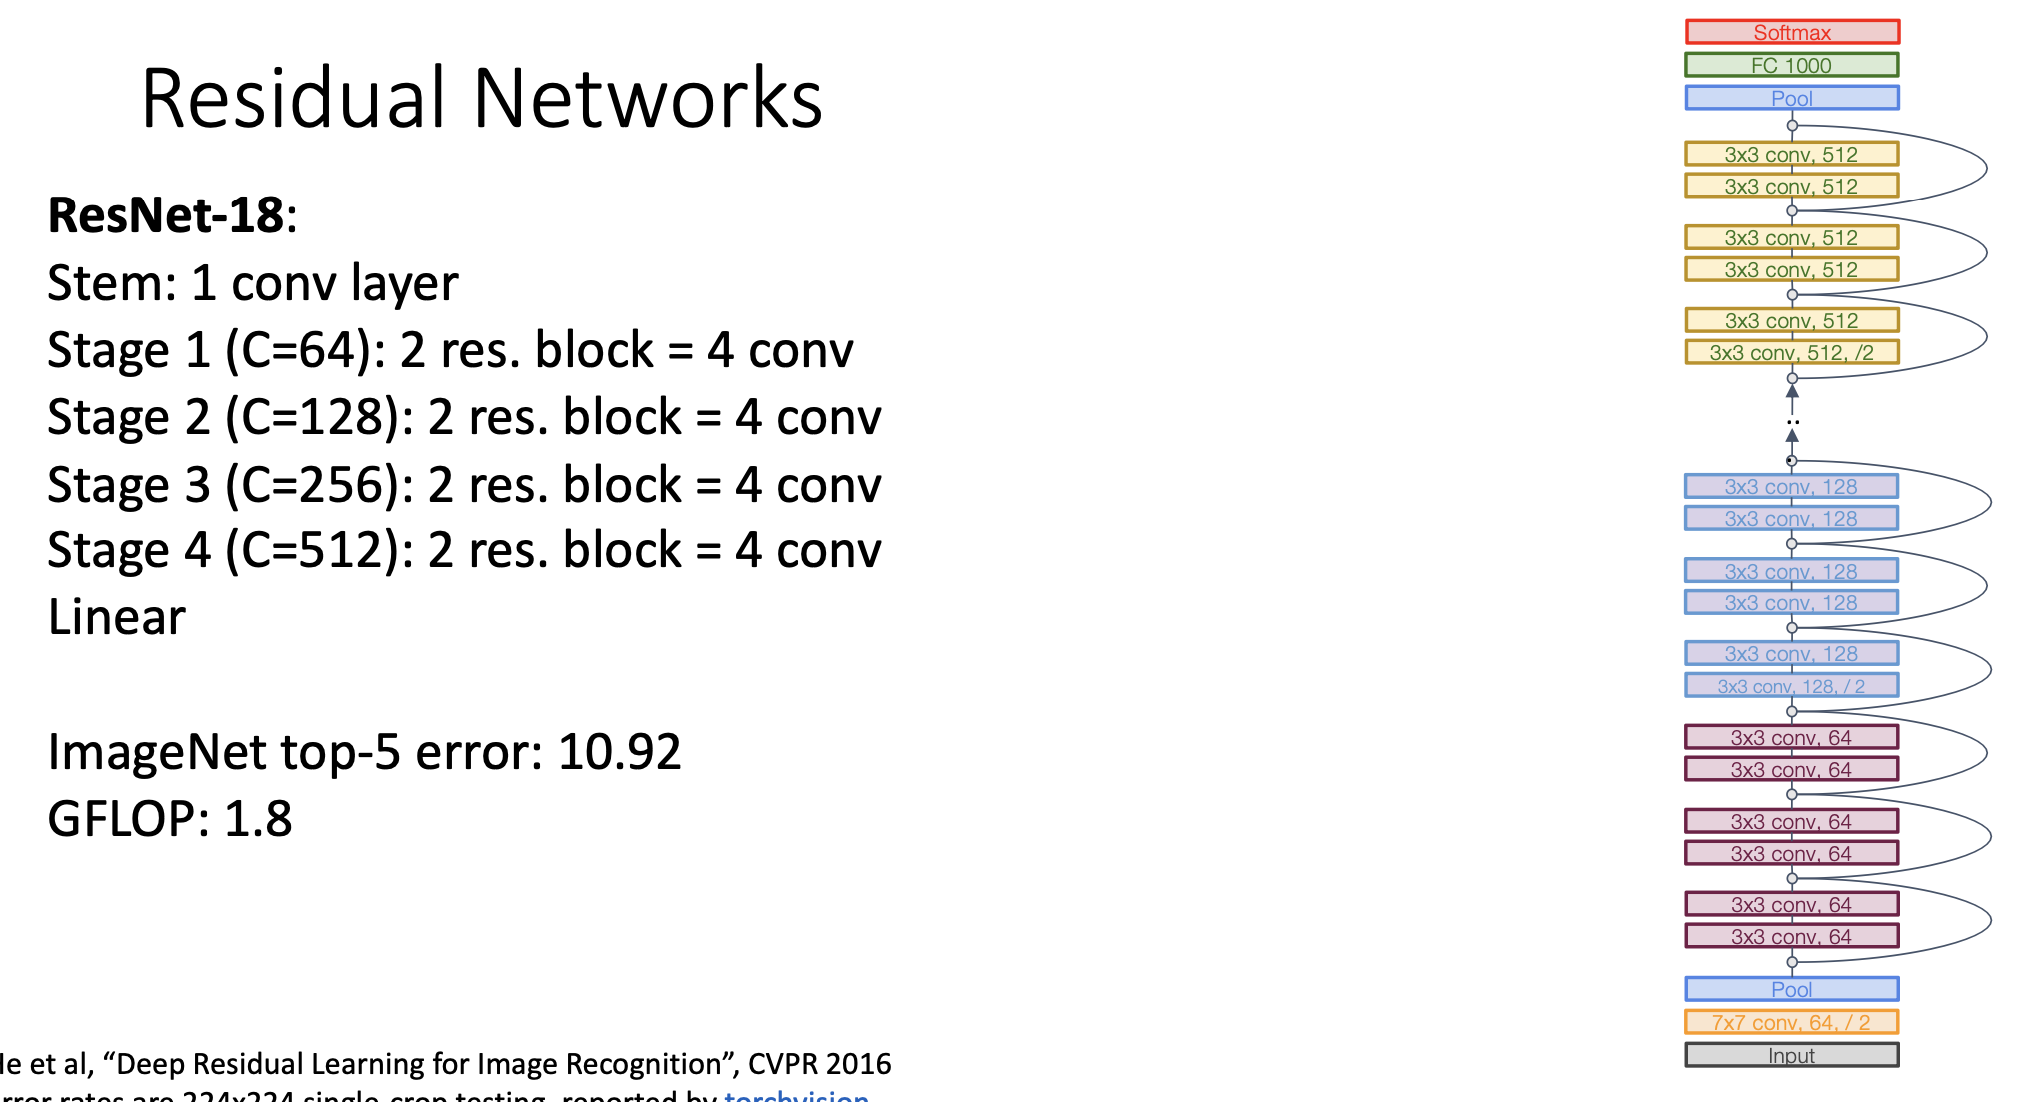 Residual Networks
ResNet-18:
Stem: 1 conv layer
Stage 1 (C=64): 2 res. block = 4 conv
Stage 2 (C=128): 2 res. block = 4 conv
Stage 3 (C=256): 2 res. block = 4 conv
Stage 4 (C=512): 2 res. block = 4 conv
Linear
ImageNet top-5 error: 10.92
GFLOP: 1.8
He et al, “Deep Residual Learning for Image Recognition”, CVPR 2016
error rates are 224x224 single-crop testing, reported by torchvision
Softmax
FC 1000
Pool
3x3 conv, 512
3x3 conv, 512
3x3 conv, 512
3x3 conv, 512
3x3 conv, 512
3x3 conv, 512, /2
..
3x3 conv, 128
3x3 conv, 128
3x3 conv, 128
3x3 conv, 128
3x3 conv, 128
3x3 conv, 128, / 2
3x3 conv, 64
3x3 conv, 64
3x3 conv, 64
3x3 conv, 64
3x3 conv, 64
3x3 conv, 64
Pool
7x7 conv, 64, / 2
Input